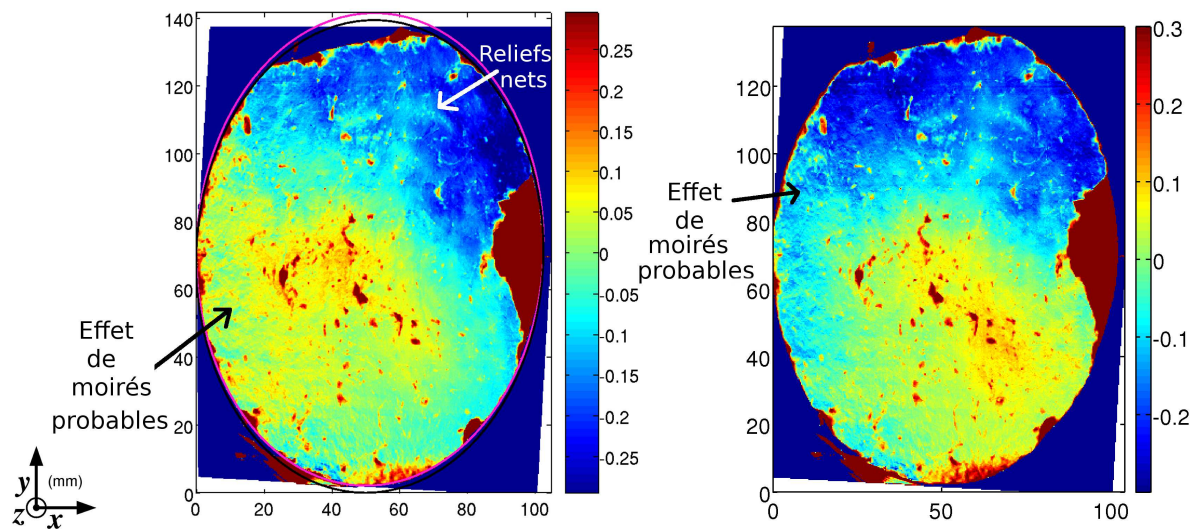 140
120
100
80
60
40
20
0
0 20 40 60 80 100
Reliefs
nets
Effet
de
moirés
probables
0.25
0.2
0.15
0.1
0.05
0
-0.05
-0.1
-0.15
-0.2
-0.25
y
z
x
(mm)
120
100
80
60
40
20
0
0 50 100
Effet
de
moirés
probables
0.3
0.2
0.1
0
-0.1
-0.2